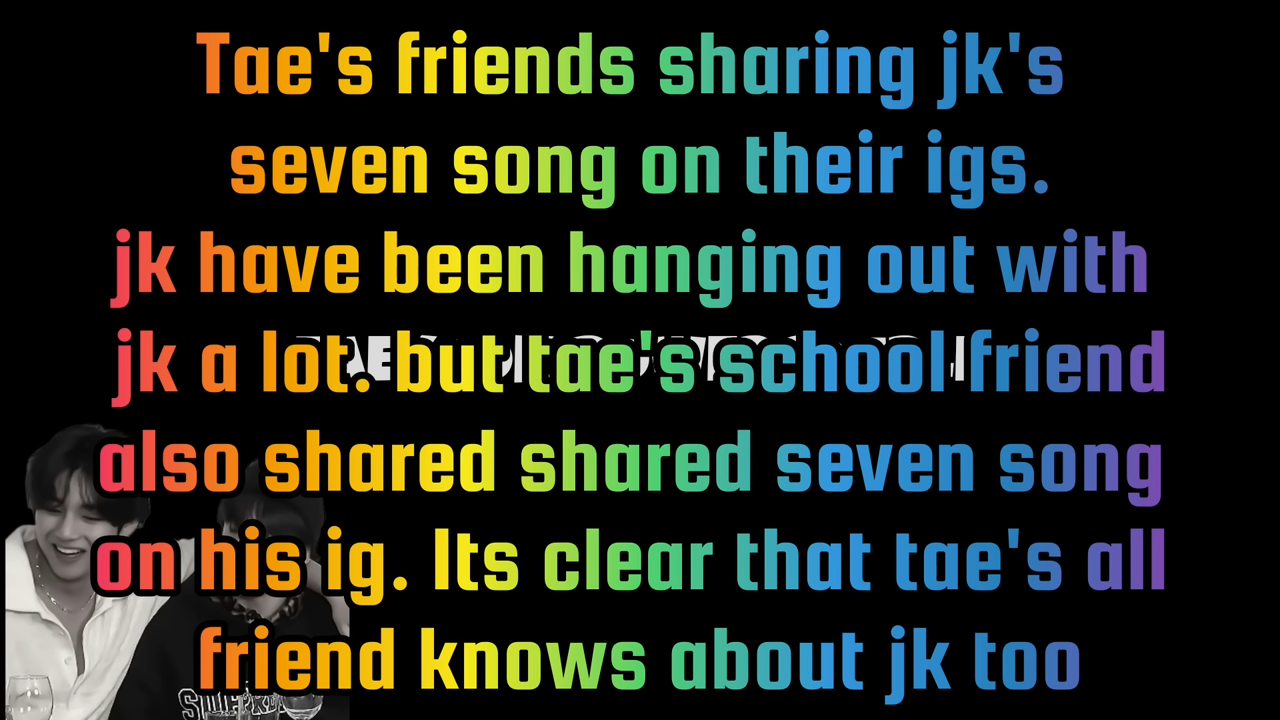 Tae's friends sharing jk's
seven song on their igs.
jk have been hanging out with
jk a lot. but tae's school friend
also shared shared seven song
on his ig. Its clear that tae's all
friend knows about jk too